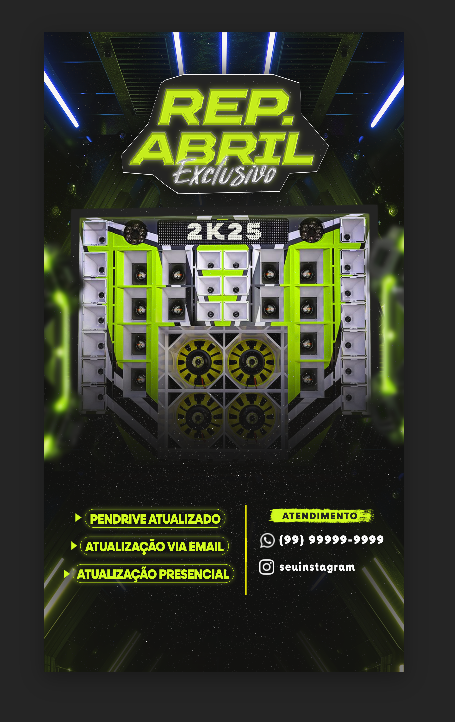 REP.
ABRIL
Exclusivo
2K25
PENDRIVE ATUALIZADO
ATUALIZAÇÃO VIA EMAIL
ATUALIZAÇÃO PRESENCIAL
ATENDIMENTO
(99) 99999-9999
seuinstagram